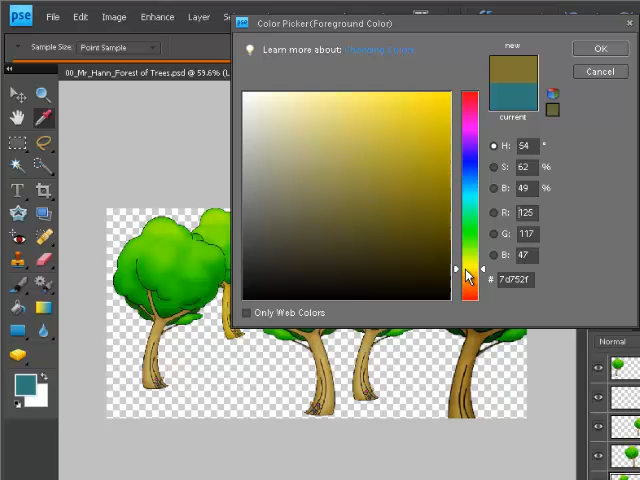 pse
File
Edit
Image
Enhance
Layer
Se
pse
Color Picker(Foreground Color)
Sample Size:
Point Sample
Learn more about: Choosing Colors
new
OK
Cancel
00_Mr_Hann_Forest of Trees.psd @ 59.6% (L
current
H: 54 °
S: 62 %
B: 49 %
R: 125
G: 117
B: 47
# 7d752f
Only Web Colors
Normal
T